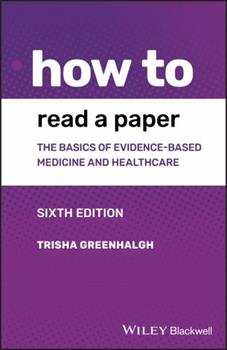 how to
read a paper
THE BASICS OF EVIDENCE-BASED
MEDICINE AND HEALTHCARE
SIXTH EDITION
TRISHA GREENHALGH
WILEY Blackwell